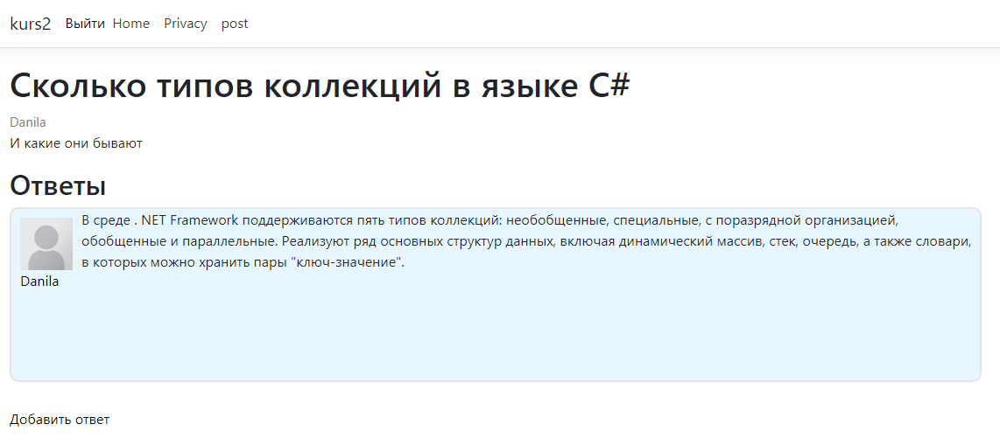 kurs2 Выйти Home Privacy post
Сколько типов коллекций в языке C#
Danila
И какие они бывают
Ответы
В среде . NET Framework поддерживаются пять типов коллекций: необобщенные, специальные, с поразрядной организацией,
обобщенные и параллельные. Реализуют ряд основных структур данных, включая динамический массив, стек, очередь, а также словари,
в которых можно хранить пары "ключ-значение".
Danila
Добавить ответ